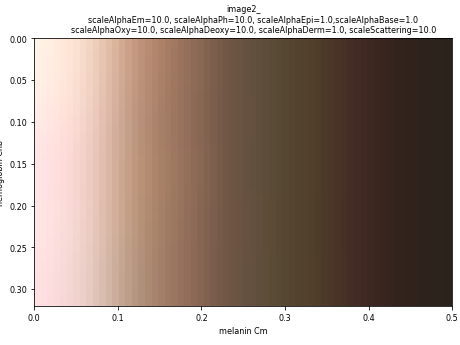 image2_
scaleAlphaEm=10.0, scaleAlphaPh=10.0, scaleAlphaEpi=1.0,scaleAlphaBase=1.0
scaleAlphaOxy=10.0, scaleAlphaDeoxy=10.0, scaleAlphaDerm=1.0, scaleScattering=10.0
0.00
0.05
0.10
0.15
0.20
0.25
0.30
0.0 0.1 0.2 0.3 0.4 0.5
melanin Cm